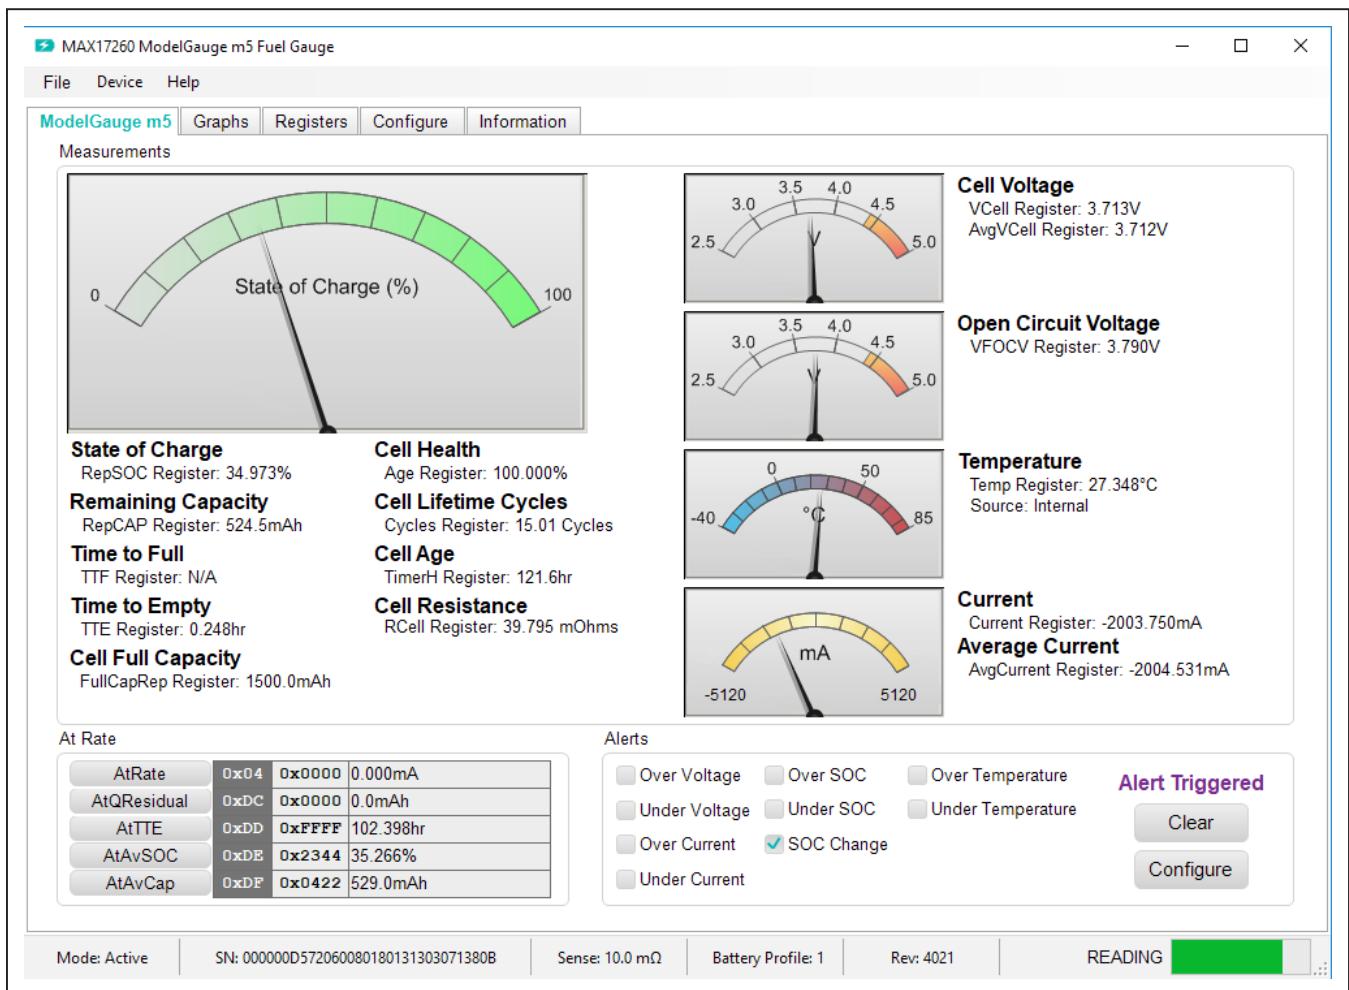 MAX17260 ModelGauge m5 Fuel Gauge
File Device Help
ModelGauge m5 Graphs Registers Configure Information
Measurements
0
State of Charge (%)
100
State of Charge
RepSOC Register: 34.973%
Remaining Capacity
RepCAP Register: 524.5mAh
Time to Full
TTF Register: N/A
Time to Empty
TTE Register: 0.248hr
Cell Full Capacity
FullCapRep Register: 1500.0mAh
Cell Health
Age Register: 100.000%
Cell Lifetime Cycles
Cycles Register: 15.01 Cycles
Cell Age
TimerH Register: 121.6hr
Cell Resistance
RCell Register: 39.795 mOhms
2.5 3.0 3.5 4.0 4.5 5.0
V
Cell Voltage
VCell Register: 3.713V
AvgVCell Register: 3.712V
2.5 3.0 3.5 4.0 4.5 5.0
V
Open Circuit Voltage
VFOCV Register: 3.790V
-40 0 50 85
°C
Temperature
Temp Register: 27.348°C
Source: Internal
mA
-5120 5120
Current
Current Register: -2003.750mA
Average Current
AvgCurrent Register: -2004.531mA
At Rate
AtRate 0x04 0x0000 0.000mA
AtQResidual 0xDC 0x0000 0.0mAh
AtTTE 0xDD 0xFFFF 102.398hr
AtAvSOC 0xDE 0x2344 35.266%
AtAvCap 0xDF 0x0422 529.0mAh
Alerts
Over Voltage Over SOC Over Temperature
Under Voltage Under SOC Under Temperature
Over Current SOC Change
Under Current
Alert Triggered
Clear
Configure
Mode: Active SN: 000000D572060080180131303071380B Sense: 10.0 mΩ Battery Profile: 1 Rev: 4021 READING